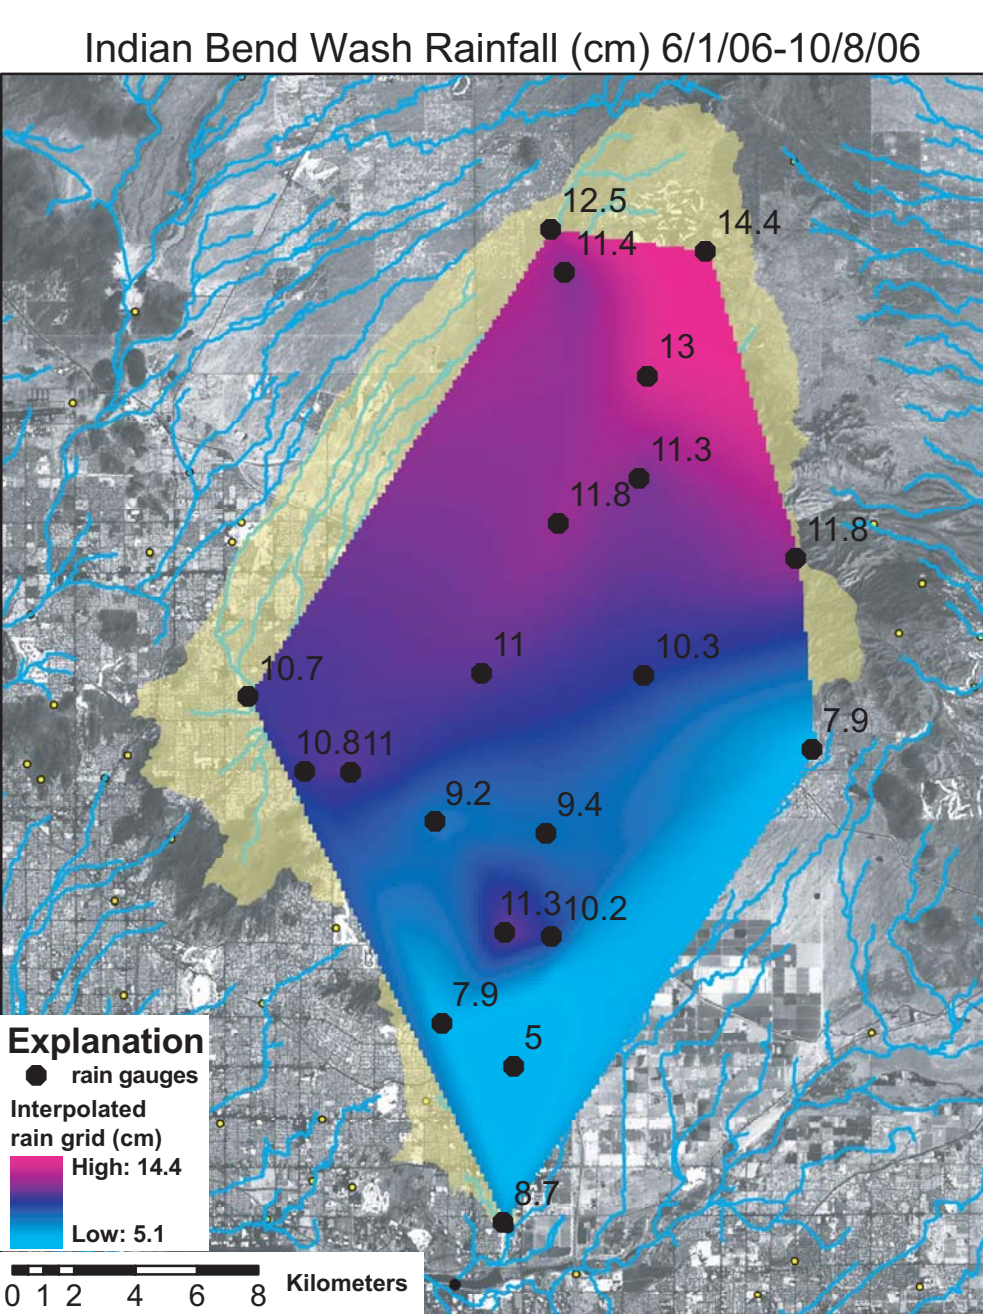 Indian Bend Wash Rainfall (cm) 6/1/06-10/8/06
12.5
14.4
11.4
13
11.3
11.8
11.8
11
10.3
10.7
7.9
10.811
9.2
9.4
11.310.2
7.9
5
8.7
Explanation
rain gauges
Interpolated
rain grid (cm)
High: 14.4
Low: 5.1
0 1 2 4 6 8 Kilometers